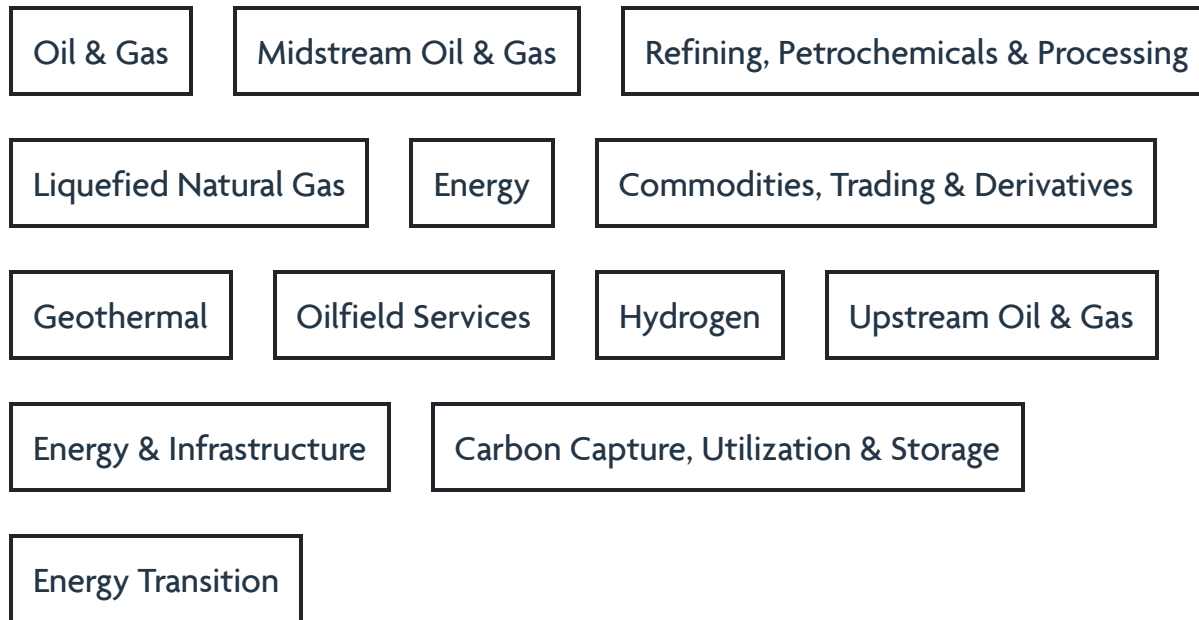 Oil & Gas
Midstream Oil & Gas
Refining, Petrochemicals & Processing
Liquefied Natural Gas
Energy
Commodities, Trading & Derivatives
Geothermal
Oilfield Services
Hydrogen
Upstream Oil & Gas
Energy & Infrastructure
Carbon Capture, Utilization & Storage
Energy Transition